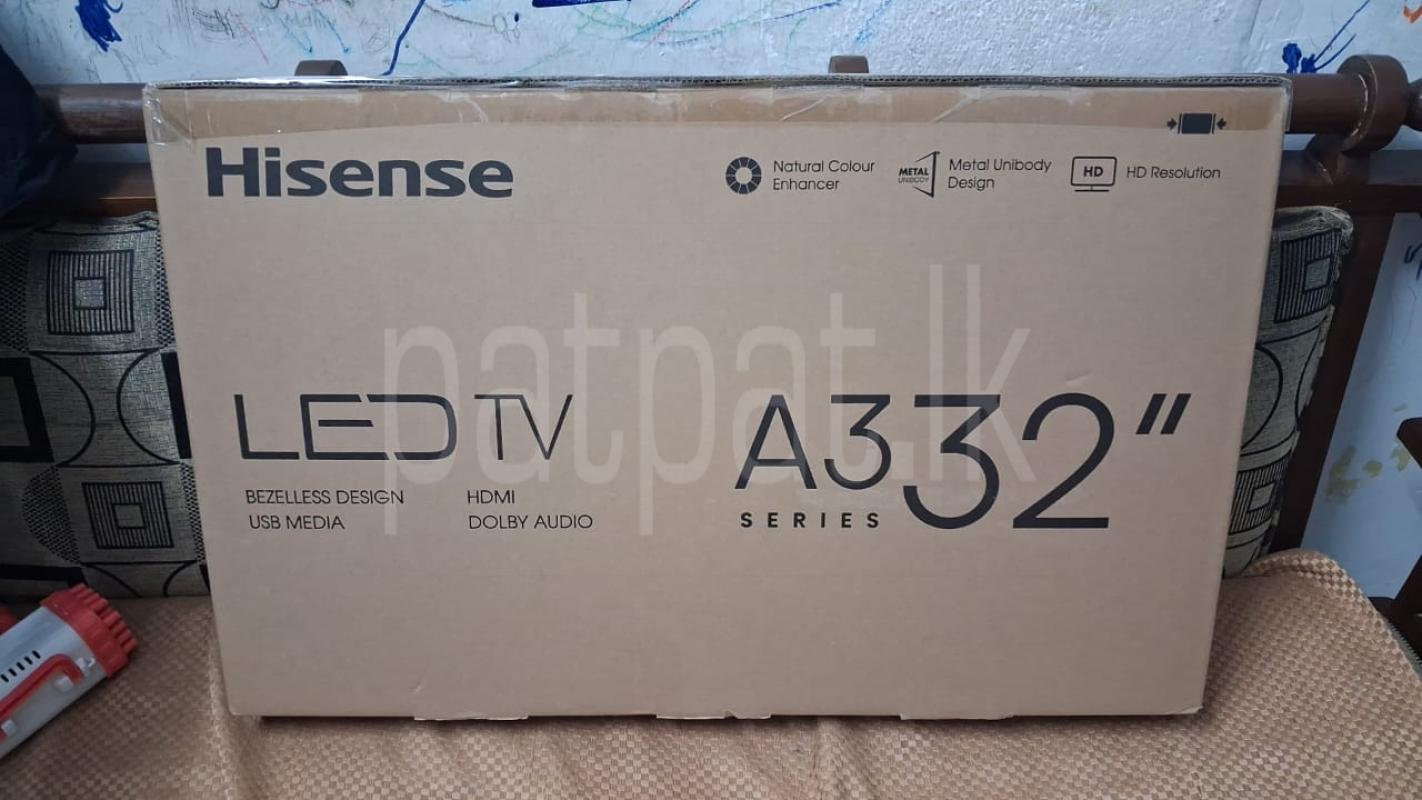 Hisense
Natural Colour
Enhancer
METAL
UNIBODY
Metal Unibody
Design
HD
HD Resolution
patpat.lk
LED TV
BEZELLESS DESIGN
HDMI
USB MEDIA
DOLBY AUDIO
A3
SERIES
32"